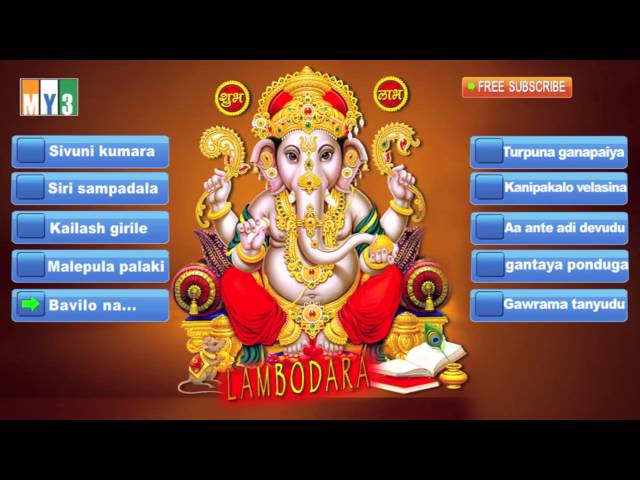 MY3
शुभ
लाभ
FREE SUBSCRIBE
Sivuni kumara
Siri sampadala
Kailash girile
Malepula palaki
Bavilo na...
Turpuna ganapaiya
Kanipakalo velasina
Aa ante adi devudu
gantaya ponduga
Gawrama tanyudu
LAMBODARA